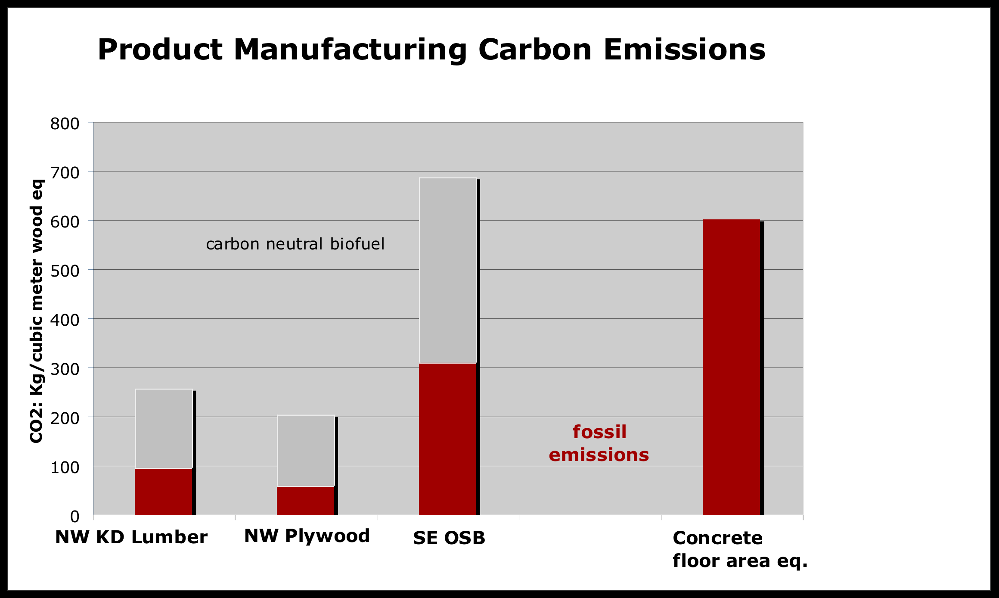 Product Manufacturing Carbon Emissions
800
700
600
500
400
300
200
100
0
CO2: Kg/cubic meter wood eq
carbon neutral biofuel
fossil
emissions
NW KD Lumber
NW Plywood
SE OSB
Concrete
floor area eq.